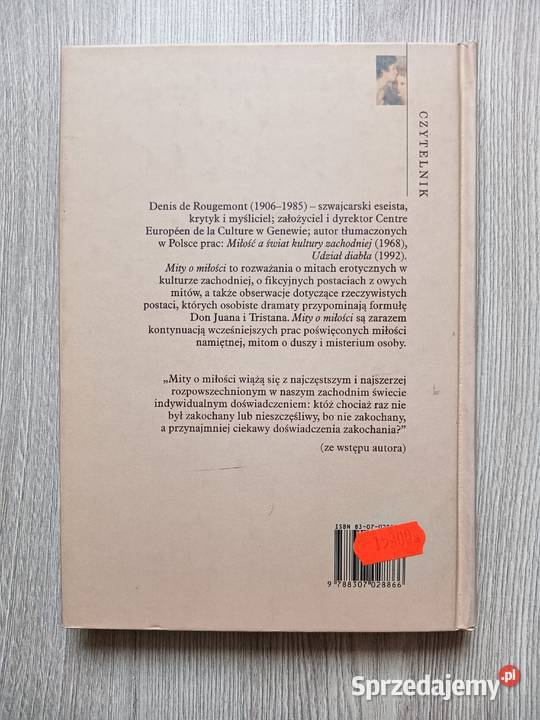 CZYTELNIK
Denis de Rougemont (1906–1985) – szwajcarski eseista,
krytyk i myśliciel; założyciel i dyrektor Centre
Européen de la Culture w Genewie; autor tłumaczonych
w Polsce prac: Miłość a świat kultury zachodniej (1968),
Udział diabła (1992).
Mity o miłości to rozważania o mitach erotycznych w
kulturze zachodniej, o fikcyjnych postaciach z owych
mitów, a także obserwacje dotyczące rzeczywistych
postaci, których osobiste dramaty przypominają formułę
Don Juana i Tristana. Mity o miłości są zarazem
kontynuacją wcześniejszych prac poświęconych miłości
namiętnej, mitom o duszy i misterium osoby.
„Mity o miłości wiążą się z najczęstszym i najszerzej
rozpowszechnionym w naszym zachodnim świecie
indywidualnym doświadczeniem: któż chociaż raz nie
był zakochany lub nieszczęśliwy, bo nie zakochany,
a przynajmniej ciekawy doświadczenia zakochania?”
(ze wstępu autora)
ISBN 83-07-02
9 788307 028866
Sprzedajemy.pl